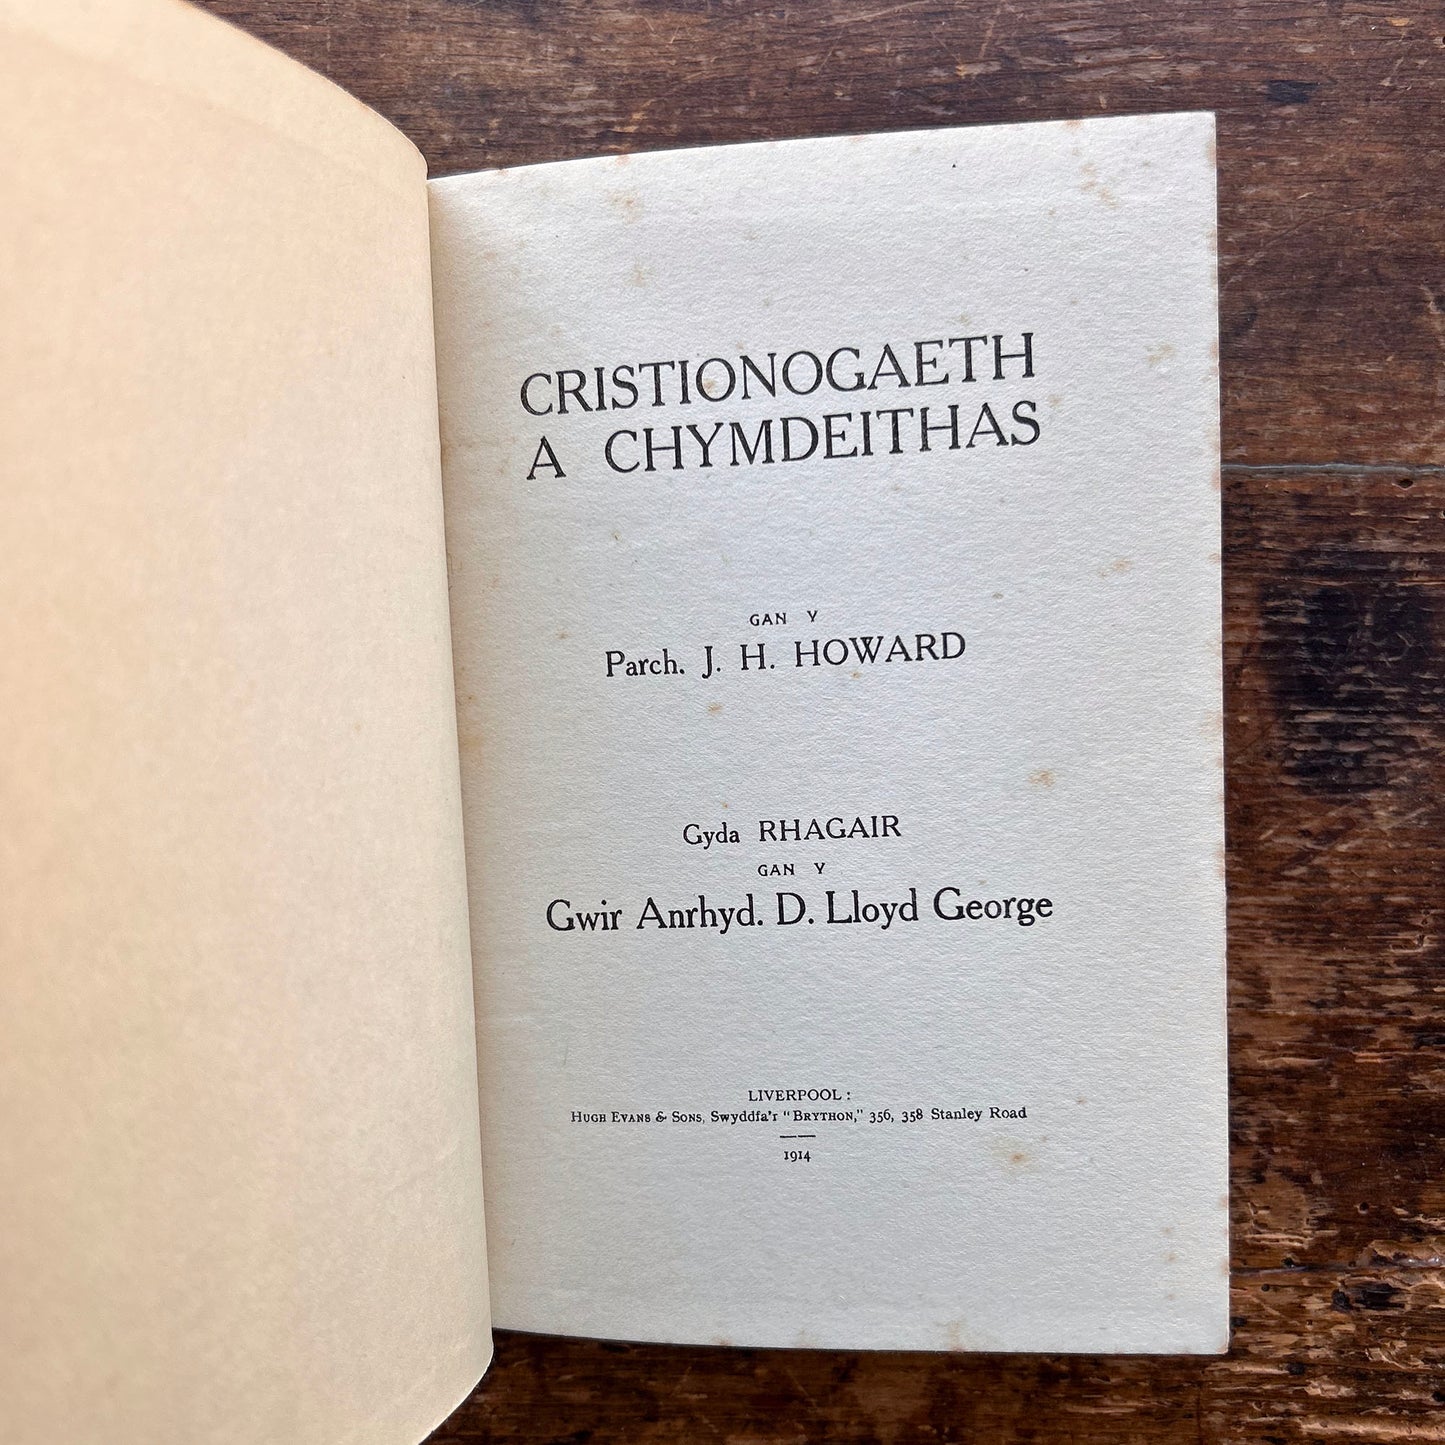 CRISTIONOGAETH
A CHYMDEITHAS
GAN Y
Parch. J. H. HOWARD
Gyda RHAGAIR
GAN Y
Gwir Anrhyd. D. Lloyd George
LIVERPOOL:
HUGH EVANS & SONS, Swyddfa'r "BRYTHON," 356, 358 Stanley Road
1914